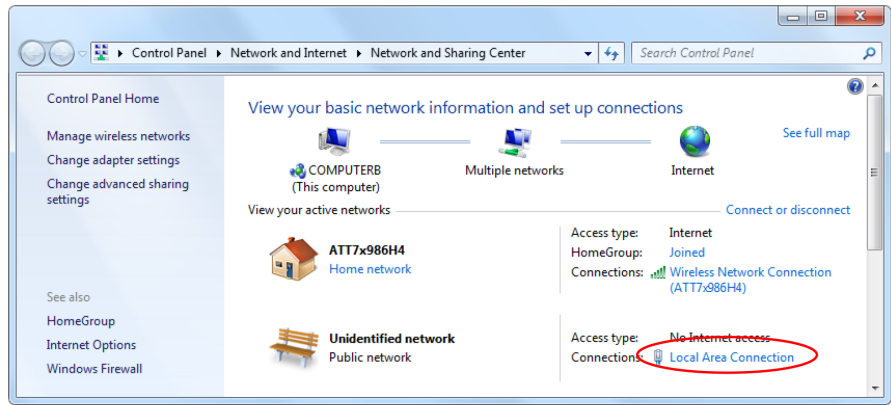 Control Panel Network and Internet Network and Sharing Center Search Control Panel
Control Panel Home
Manage wireless networks
Change adapter settings
Change advanced sharing
settings
See also
HomeGroup
Internet Options
Windows Firewall
View your basic network information and set up connections
See full map
COMPUTERB
(This computer)
Multiple networks
Internet
View your active networks
Connect or disconnect
ATT7x986H4
Home network
Access type: Internet
HomeGroup: Joined
Connections: Wireless Network Connection
(ATT7x986H4)
Unidentified network
Public network
Access type: No Internet access
Connections: Local Area Connection